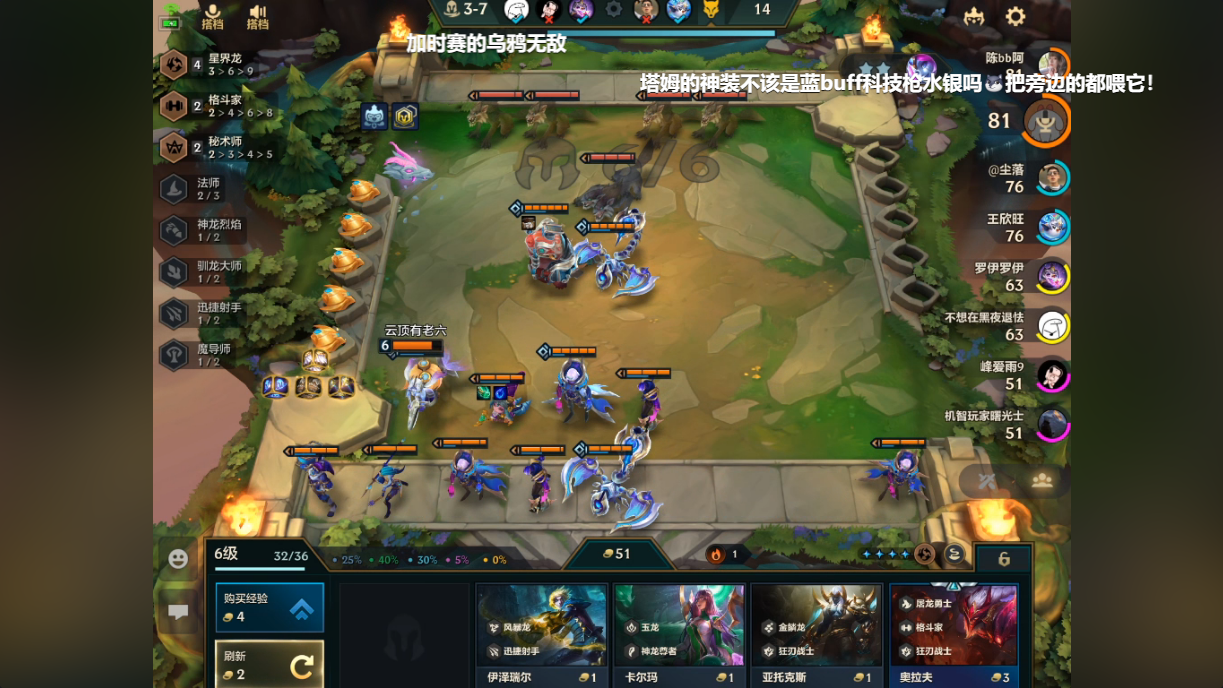 搭档
搭档
3-7
14
加时赛的乌鸦无敌
塔姆的神装不该是蓝buff科技枪水银吗 把旁边的都喂它!
4
星界龙
3 > 6 > 9
2
格斗家
2 > 4 > 6 > 8
2
秘术师
2 > 3 > 4 > 5
法师
2 / 3
神龙烈焰
1 / 2
驯龙大师
1 / 2
迅捷射手
1 / 2
魔导师
1 / 2
6/6
陈bb阿
81
81
@尘落
76
王欣旺
76
罗伊罗伊
63
不想在黑夜退怯
63
峰爱雨9
51
机智玩家曙光士
51
云顶有老六
6
6级
32/36
25%
40%
30%
5%
0%
51
1
6
购买经验
4
刷新
2
风暴龙
迅捷射手
伊泽瑞尔
1
玉龙
神龙尊者
卡尔玛
1
金鳞龙
狂刃战士
亚托克斯
1
屠龙勇士
格斗家
狂刃战士
奥拉夫
3